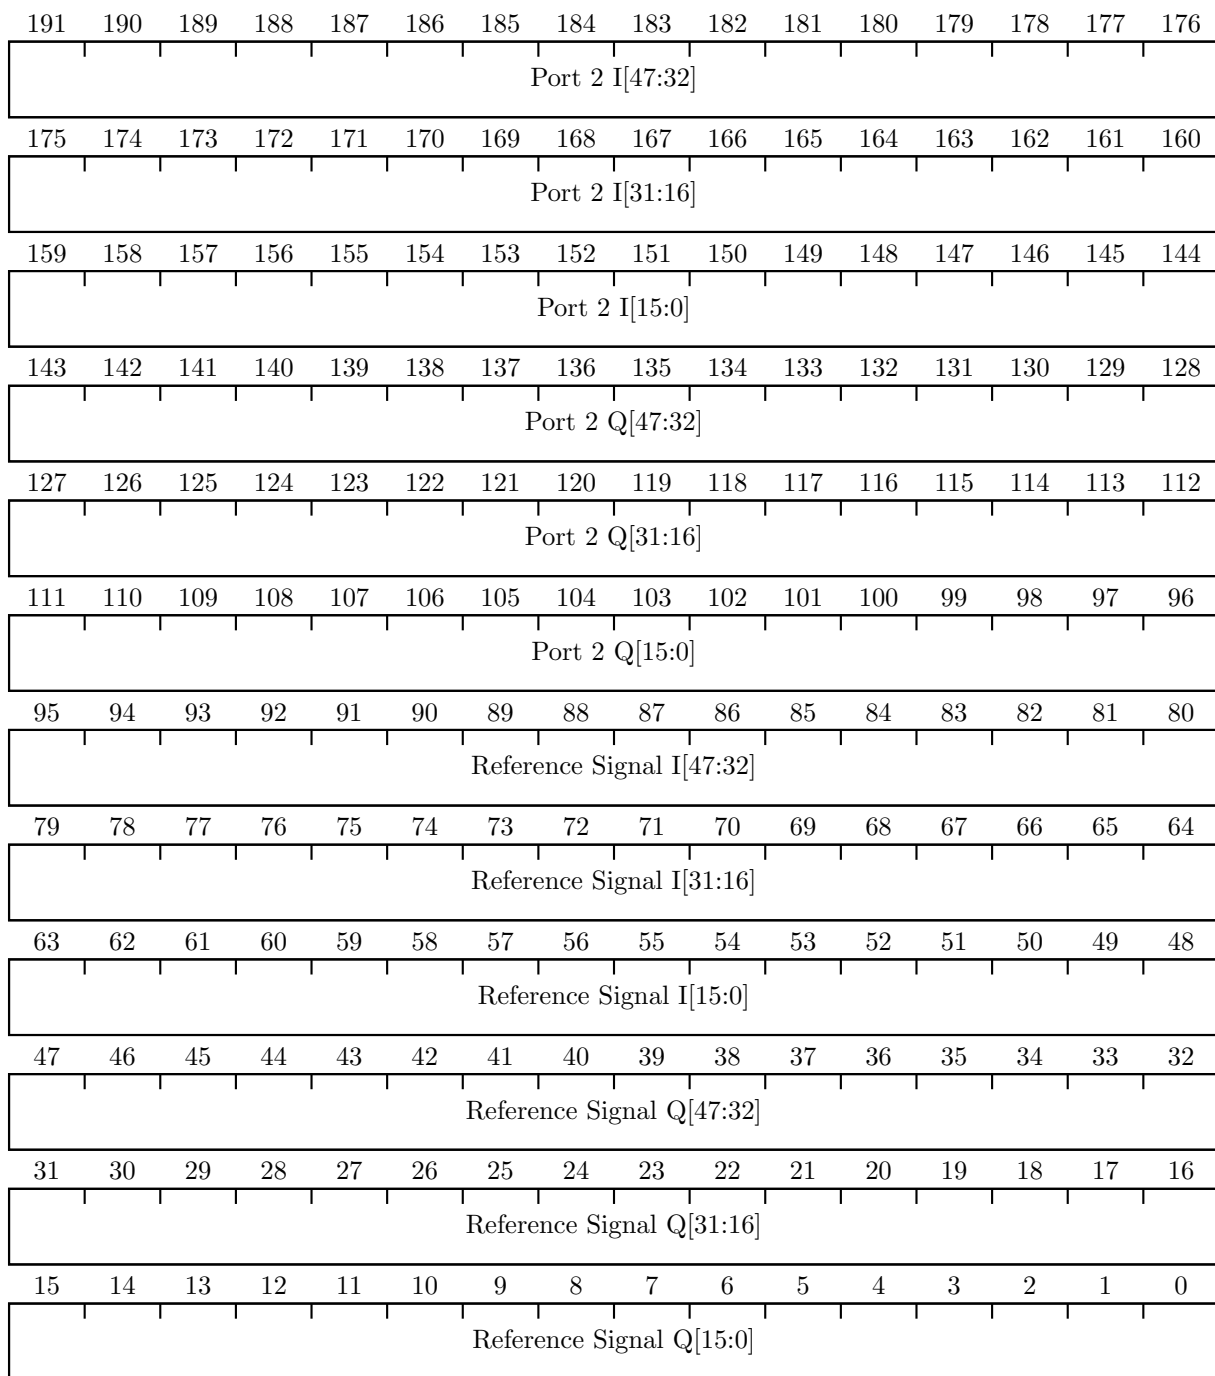 191 190 189 188 187 186 185 184 183 182 181 180 179 178 177 176
Port 2 I[47:32]
175 174 173 172 171 170 169 168 167 166 165 164 163 162 161 160
Port 2 I[31:16]
159 158 157 156 155 154 153 152 151 150 149 148 147 146 145 144
Port 2 I[15:0]
143 142 141 140 139 138 137 136 135 134 133 132 131 130 129 128
Port 2 Q[47:32]
127 126 125 124 123 122 121 120 119 118 117 116 115 114 113 112
Port 2 Q[31:16]
111 110 109 108 107 106 105 104 103 102 101 100 99 98 97 96
Port 2 Q[15:0]
95 94 93 92 91 90 89 88 87 86 85 84 83 82 81 80
Reference Signal I[47:32]
79 78 77 76 75 74 73 72 71 70 69 68 67 66 65 64
Reference Signal I[31:16]
63 62 61 60 59 58 57 56 55 54 53 52 51 50 49 48
Reference Signal I[15:0]
47 46 45 44 43 42 41 40 39 38 37 36 35 34 33 32
Reference Signal Q[47:32]
31 30 29 28 27 26 25 24 23 22 21 20 19 18 17 16
Reference Signal Q[31:16]
15 14 13 12 11 10 9 8 7 6 5 4 3 2 1 0
Reference Signal Q[15:0]